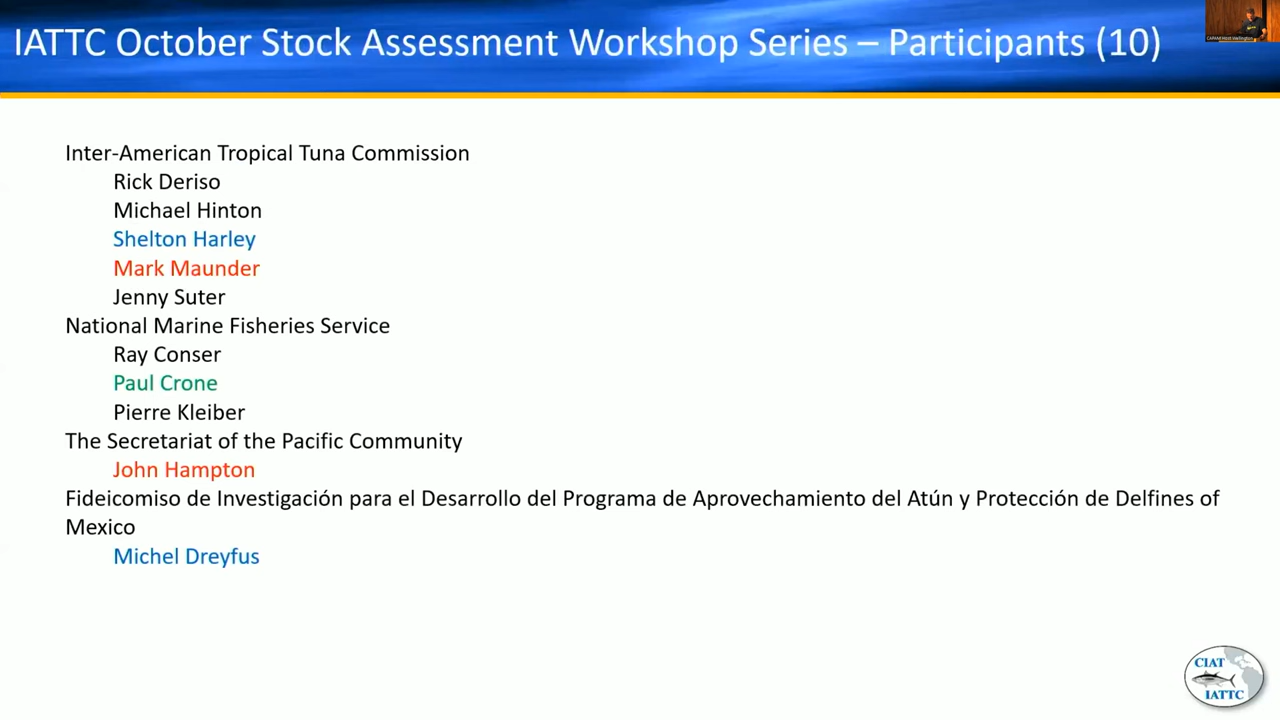 IATTC October Stock Assessment Workshop Series – Participants (10)
Inter-American Tropical Tuna Commission
Rick Deriso
Michael Hinton
Shelton Harley
Mark Maunder
Jenny Suter
National Marine Fisheries Service
Ray Conser
Paul Crone
Pierre Kleiber
The Secretariat of the Pacific Community
John Hampton
Fideicomiso de Investigación para el Desarrollo del Programa de Aprovechamiento del Atún y Protección de Delfines of
Mexico
Michel Dreyfus
CIAT
IATTC